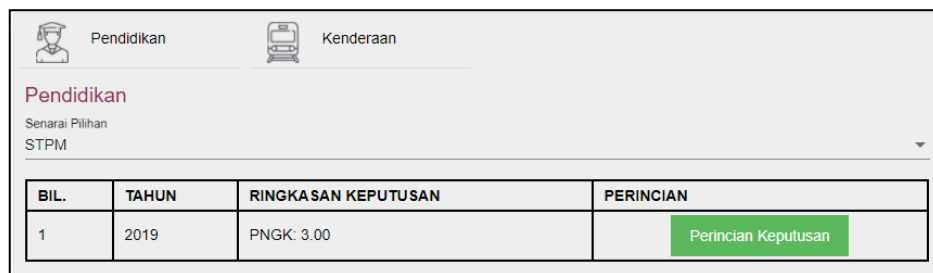 Pendidikan Kenderaan
Pendidikan
Senarai Pilihan
STPM
BIL. TAHUN RINGKASAN KEPUTUSAN PERINCIAN
1 2019 PNGK: 3.00 Perincian Keputusan